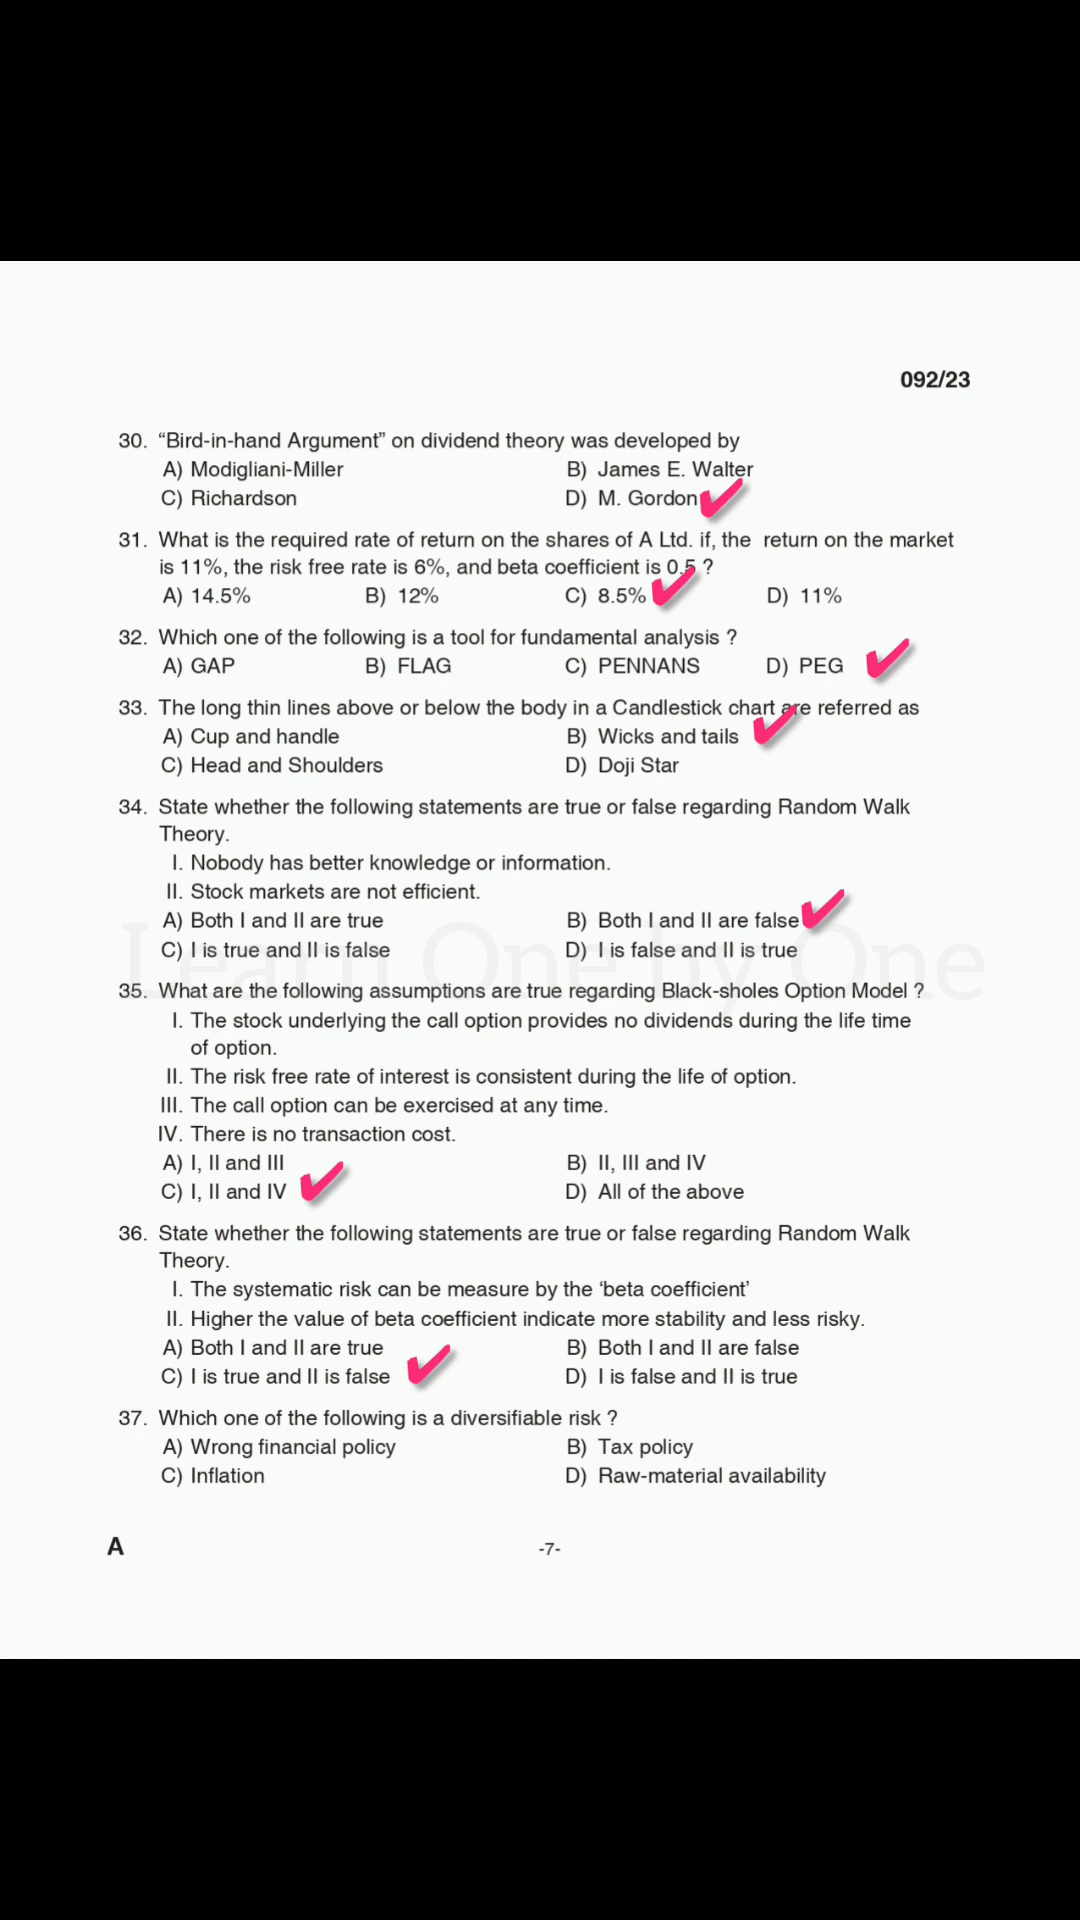 092/23
30. “Bird-in-hand Argument” on dividend theory was developed by
A) Modigliani-Miller B) James E. Walter
C) Richardson D) M. Gordon
31. What is the required rate of return on the shares of A Ltd. if, the return on the market
is 11%, the risk free rate is 6%, and beta coefficient is 0.5 ?
A) 14.5% B) 12% C) 8.5% D) 11%
32. Which one of the following is a tool for fundamental analysis ?
A) GAP B) FLAG C) PENNANS D) PEG
33. The long thin lines above or below the body in a Candlestick chart are referred as
A) Cup and handle B) Wicks and tails
C) Head and Shoulders D) Doji Star
34. State whether the following statements are true or false regarding Random Walk
Theory.
I. Nobody has better knowledge or information.
II. Stock markets are not efficient.
A) Both I and II are true B) Both I and II are false
C) I is true and II is false D) I is false and II is true
Learn One by One
35. What are the following assumptions are true regarding Black-sholes Option Model ?
I. The stock underlying the call option provides no dividends during the life time
of option.
II. The risk free rate of interest is consistent during the life of option.
III. The call option can be exercised at any time.
IV. There is no transaction cost.
A) I, II and III B) II, III and IV
C) I, II and IV D) All of the above
36. State whether the following statements are true or false regarding Random Walk
Theory.
I. The systematic risk can be measure by the ‘beta coefficient’
II. Higher the value of beta coefficient indicate more stability and less risky.
A) Both I and II are true B) Both I and II are false
C) I is true and II is false D) I is false and II is true
37. Which one of the following is a diversifiable risk ?
A) Wrong financial policy B) Tax policy
C) Inflation D) Raw-material availability
A -7-